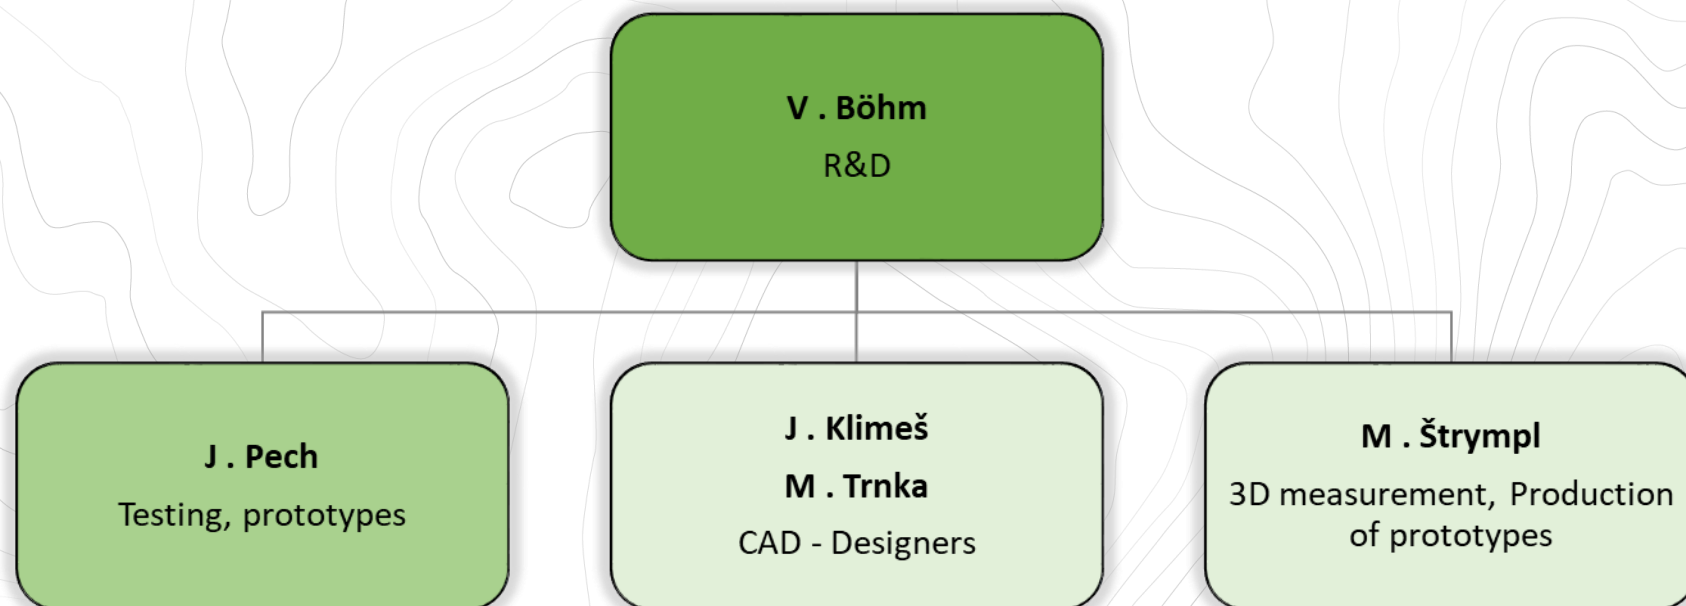 V . Böhm
R&D
J . Pech
Testing, prototypes
J . Klimeš
M . Trnka
CAD - Designers
M . Štrympl
3D measurement, Production
of prototypes